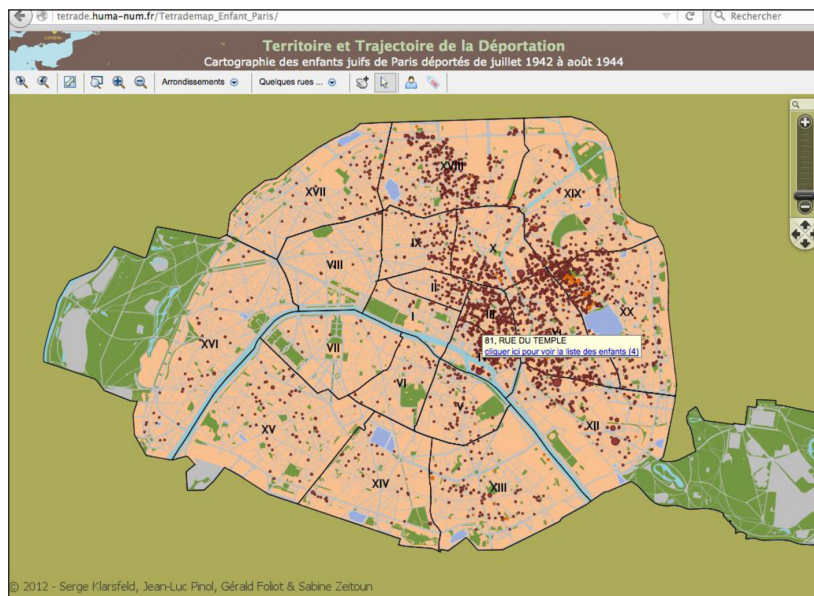 tetrade.huma-num.fr/Tetrademap_Enfant_Paris/
Rechercher
Territoire et Trajectoire de la Déportation
Cartographie des enfants juifs de Paris déportés de juillet 1942 à août 1944
Arrondissements
Quelques rues ...
XVIII
XVII
XIX
IX
X
VIII
II
I
III
XX
XI
81, RUE DU TEMPLE
cliquer ici pour voir la liste des enfants (4)
XVI
VII
VI
V
XV
XII
XIV
XIII
© 2012 - Serge Klarsfeld, Jean-Luc Pinol, Gérald Foliot & Sabine Zeitoun